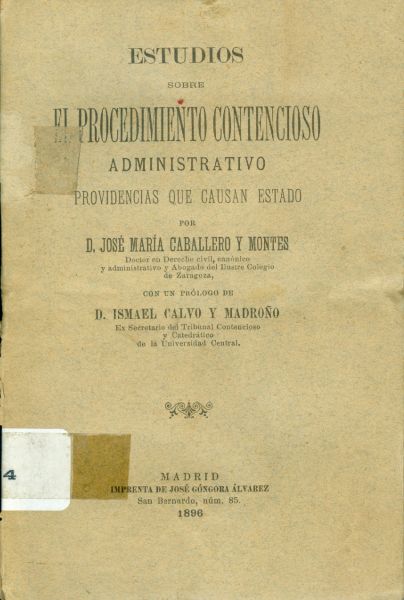 ESTUDIOS
SOBRE
EL PROCEDIMIENTO CONTENCIOSO
ADMINISTRATIVO
PROVIDENCIAS QUE CAUSAN ESTADO
POR
D. JOSÉ MARÍA CABALLERO Y MONTES
Doctor en Derecho civil, canónico
y administrativo y Abogado del Ilustre Colegio
de Zaragoza,
CON UN PRÓLOGO DE
D. ISMAEL CALVO Y MADROÑO
Ex Secretario del Tribunal Contencioso
y Catedrático
de la Universidad Central.
4
MADRID
IMPRENTA DE JOSÉ GÓNGORA ÁLVAREZ
San Bernardo, núm. 85.
1896